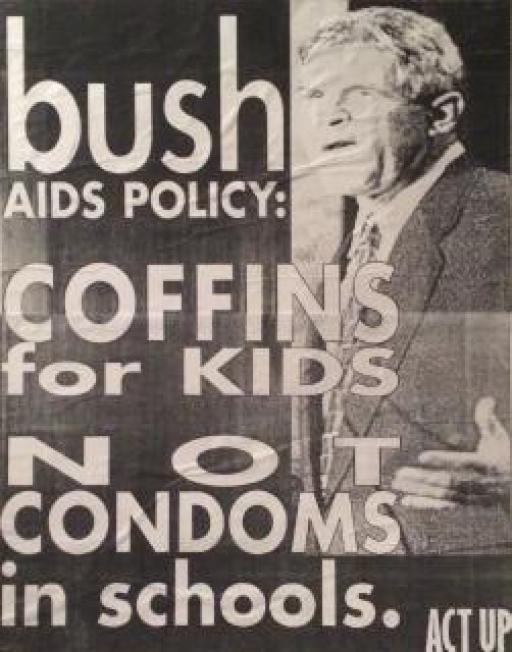 bush
AIDS POLICY:
COFFINS
for KIDS
NOT
CONDOMS
in schools.
ACT UP